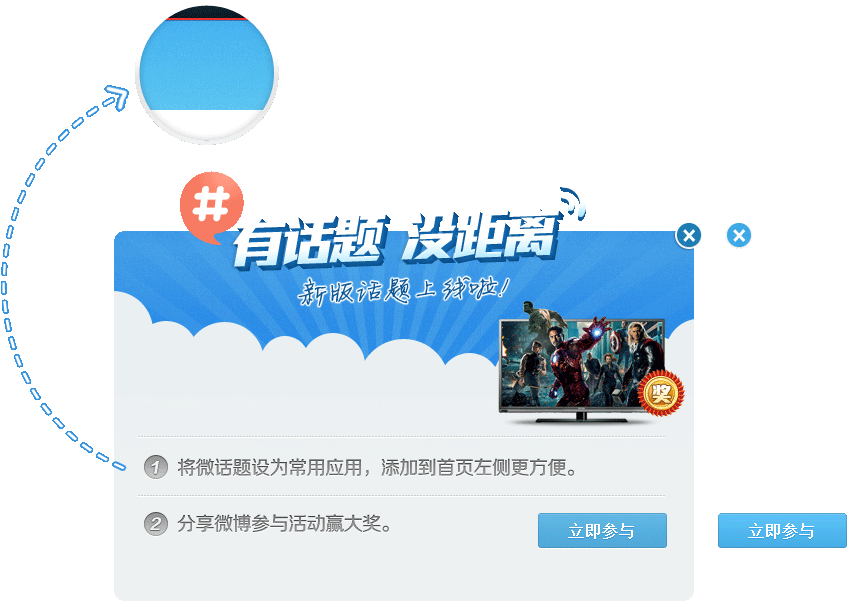 #
有话题 没距离
新版话题上线啦!
奖
1 将微话题设为常用应用，添加到首页左侧更方便。
2 分享微博参与活动赢大奖。
立即参与 立即参与